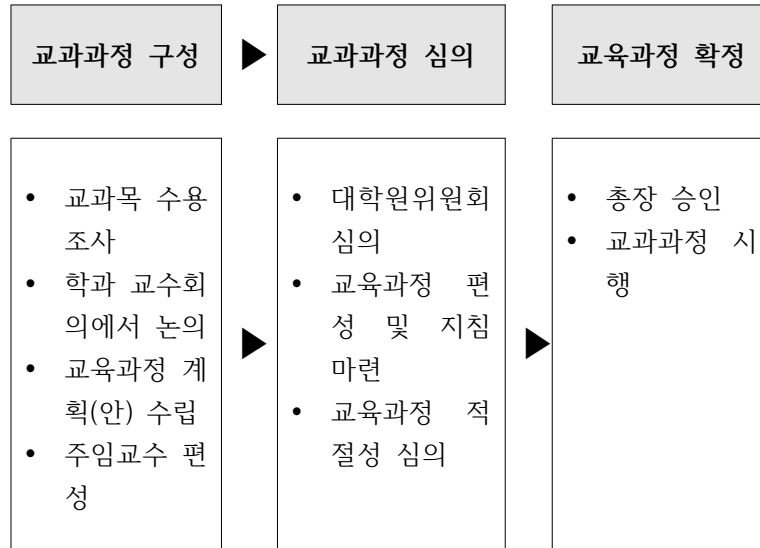 교과과정 구성
▶
교과과정 심의
교육과정 확정
• 교과목 수용
조사
• 학과 교수회
의에서 논의
• 교육과정 계
획(안) 수립
• 주임교수 편
성
▶
• 대학원위원회
심의
• 교육과정 편
성 및 지침
마련
• 교육과정 적
절성 심의
▶
• 총장 승인
• 교과과정 시
행